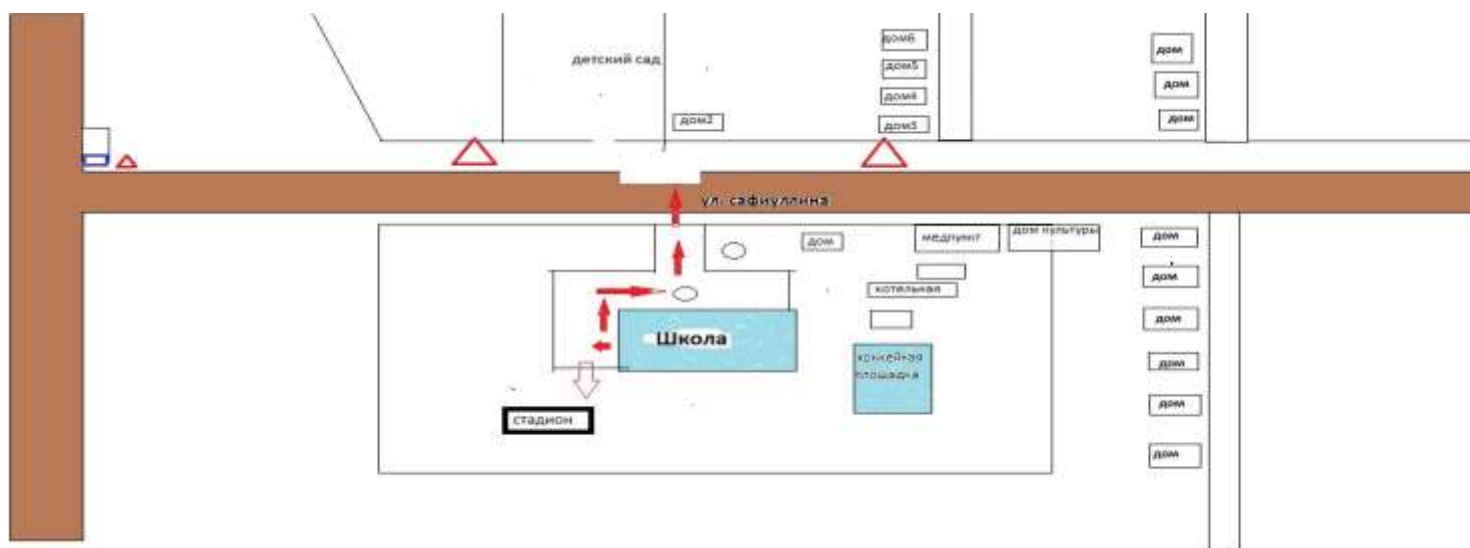 дом6
детский сад
дом5
дом4
дом2
дом3
дом
дом
дом
ул. сафиуллина
дом
медпункт
дом культуры
котельная
Школа
хоккейная
площадка
стадион
дом
дом
дом
дом
дом
дом